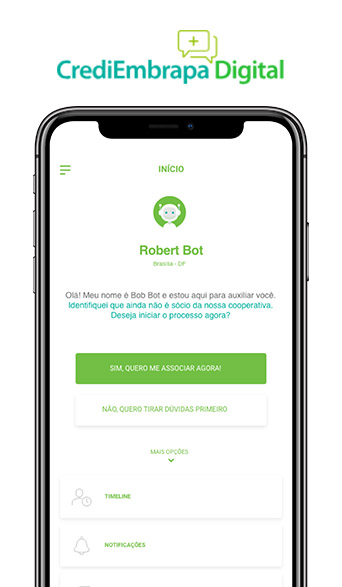 CrediEmbrapa Digital
INÍCIO
Robert Bot
Brasília - DF
Olá! Meu nome é Bob Bot e estou aqui para auxiliar você.
Identifiquei que ainda não é sócio da nossa cooperativa.
Deseja iniciar o processo agora?
SIM, QUERO ME ASSOCIAR AGORA!
NÃO, QUERO TIRAR DÚVIDAS PRIMEIRO
MAIS OPÇÕES
TIMELINE
NOTIFICAÇÕES